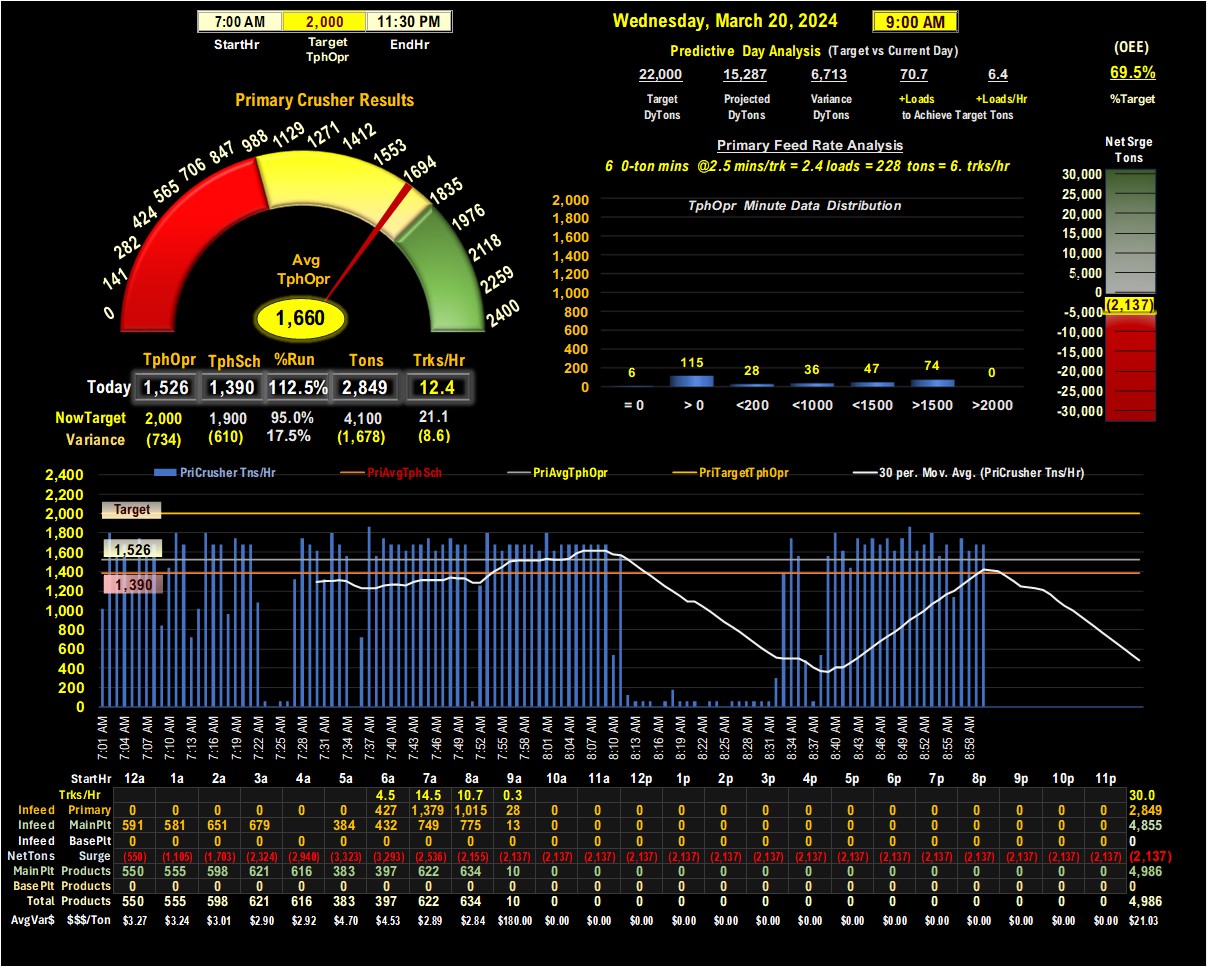 7:00 AM 2,000 11:30 PM
StartHr Target TphOpr EndHr
Wednesday, March 20, 2024 9:00 AM
Predictive Day Analysis (Target vs Current Day)
22,000 15,287 6,713 70.7 6.4
Target Projected Variance +Loads +Loads/Hr
DyTons DyTons DyTons to Achieve Target Tons
(OEE)
69.5%
%Target
Primary Crusher Results
0 141 282 424 565 706 847 988 1129 1271 1412 1553 1694 1835 1976 2118 2259 2400
Avg
TphOpr
1,660
Primary Feed Rate Analysis
6 0-ton mins @2.5 mins/trk = 2.4 loads = 228 tons = 6. trks/hr
TphOpr Minute Data Distribution
2,000
1,800
1,600
1,400
1,200
1,000
800
600
400
200
0
6 115 28 36 47 74 0
= 0 > 0 <200 <1000 <1500 >1500 >2000
Net Srge
Tons
30,000
25,000
20,000
15,000
10,000
5,000
0
(2,137)
-5,000
-10,000
-15,000
-20,000
-25,000
-30,000
TphOpr TphSch %Run Tons Trks/Hr
Today 1,526 1,390 112.5% 2,849 12.4
NowTarget 2,000 1,900 95.0% 4,100 21.1
Variance (734) (610) 17.5% (1,678) (8.6)
PriCrusher Tns/Hr PriAvgTphSch PriAvgTphOpr PriTargetTphOpr 30 per. Mov. Avg. (PriCrusher Tns/Hr)
2,400
2,200
2,000
1,800
1,600
1,400
1,200
1,000
800
600
400
200
0
Target
1,526
1,390
7:01 AM 7:04 AM 7:07 AM 7:10 AM 7:13 AM 7:16 AM 7:19 AM 7:22 AM 7:25 AM 7:28 AM 7:31 AM 7:34 AM 7:37 AM 7:40 AM 7:43 AM 7:46 AM 7:49 AM 7:52 AM 7:55 AM 7:58 AM 8:01 AM 8:04 AM 8:07 AM 8:10 AM 8:13 AM 8:16 AM 8:19 AM 8:22 AM 8:25 AM 8:28 AM 8:31 AM 8:34 AM 8:37 AM 8:40 AM 8:43 AM 8:46 AM 8:49 AM 8:52 AM 8:55 AM 8:58 AM
StartHr 12a 1a 2a 3a 4a 5a 6a 7a 8a 9a 10a 11a 12p 1p 2p 3p 4p 5p 6p 7p 8p 9p 10p 11p
Trks/Hr 4.5 14.5 10.7 0.3 30.0
Infeed Primary 0 0 0 0 0 0 427 1,379 1,015 28 0 0 0 0 0 0 0 0 0 0 0 0 0 0 2,849
Infeed MainPlt 591 581 651 679 384 432 749 775 13 0 0 0 0 0 0 0 0 0 0 0 0 0 0 4,855
Infeed BasePlt 0 0 0 0 0 0 0 0 0 0 0 0 0 0 0 0 0 0 0 0 0 0 0 0 0
NetTons Surge (550) (1,105) (1,703) (2,324) (2,940) (3,323) (3,293) (2,536) (2,155) (2,137) (2,137) (2,137) (2,137) (2,137) (2,137) (2,137) (2,137) (2,137) (2,137) (2,137) (2,137) (2,137) (2,137) (2,137) (2,137)
MainPlt Products 550 555 598 621 616 383 397 622 634 10 0 0 0 0 0 0 0 0 0 0 0 0 0 0 4,986
BasePlt Products 0 0 0 0 0 0 0 0 0 0 0 0 0 0 0 0 0 0 0 0 0 0 0 0 0
Total Products 550 555 598 621 616 383 397 622 634 10 0 0 0 0 0 0 0 0 0 0 0 0 0 0 4,986
AvgVar$ $$$/Ton $3.27 $3.24 $3.01 $2.90 $2.92 $4.70 $4.53 $2.89 $2.84 $180.00 $0.00 $0.00 $0.00 $0.00 $0.00 $0.00 $0.00 $0.00 $0.00 $0.00 $0.00 $0.00 $0.00 $0.00 $21.03